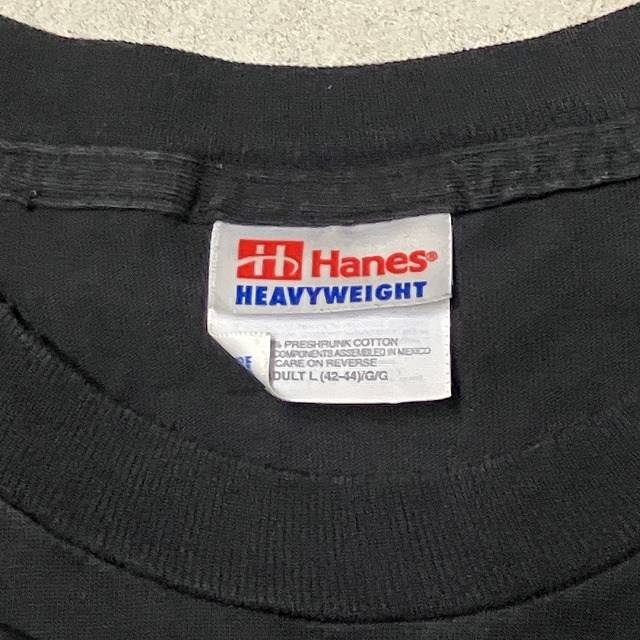 Hanes®
HEAVYWEIGHT
% PRESHRUNK COTTON
COMPONENTS ASSEMBLED IN MEXICO
CARE ON REVERSE
DULT L (42-44)/G/G